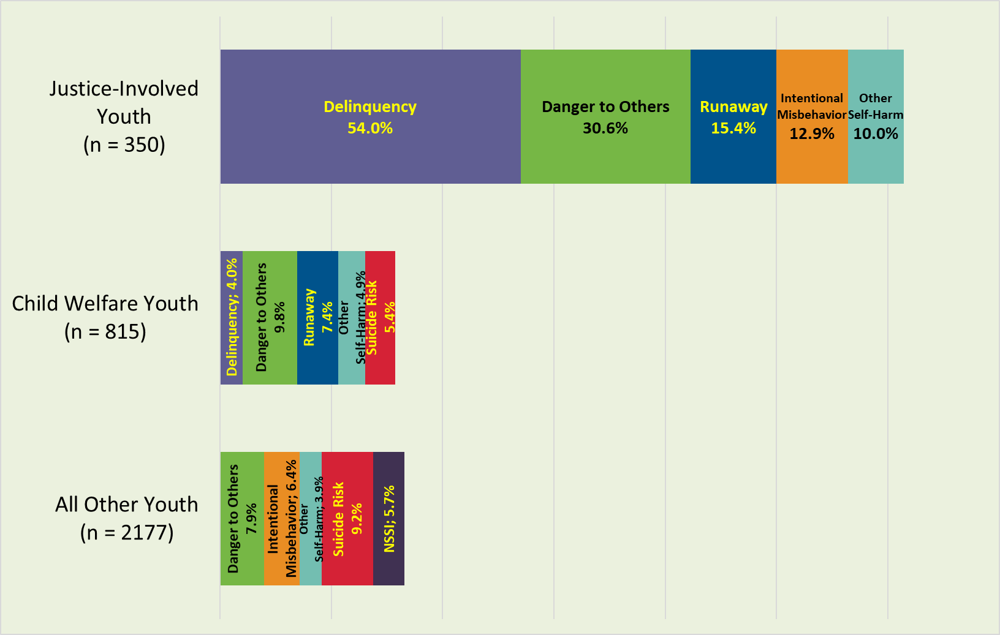 Justice-Involved
Youth
(n = 350)
Delinquency
54.0%
Danger to Others
30.6%
Runaway
15.4%
Intentional
Misbehavior
12.9%
Other
Self-Harm
10.0%
Child Welfare Youth
(n = 815)
Delinquency; 4.0%
Danger to Others
9.8%
Runaway
7.4%
Other
Self-Harm; 4.9%
Suicide Risk
5.4%
All Other Youth
(n = 2177)
Danger to Others
7.9%
Intentional
Misbehavior; 6.4%
Other
Self-Harm; 3.9%
Suicide Risk
9.2%
NSSI; 5.7%